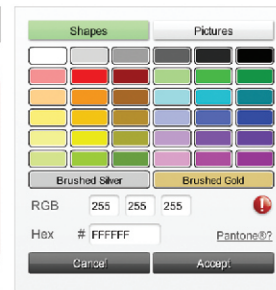 Shapes Pictures
Brushed Silver Brushed Gold
RGB 255 255 255
Hex # FFFFFF Pantone®?
Cancel Accept